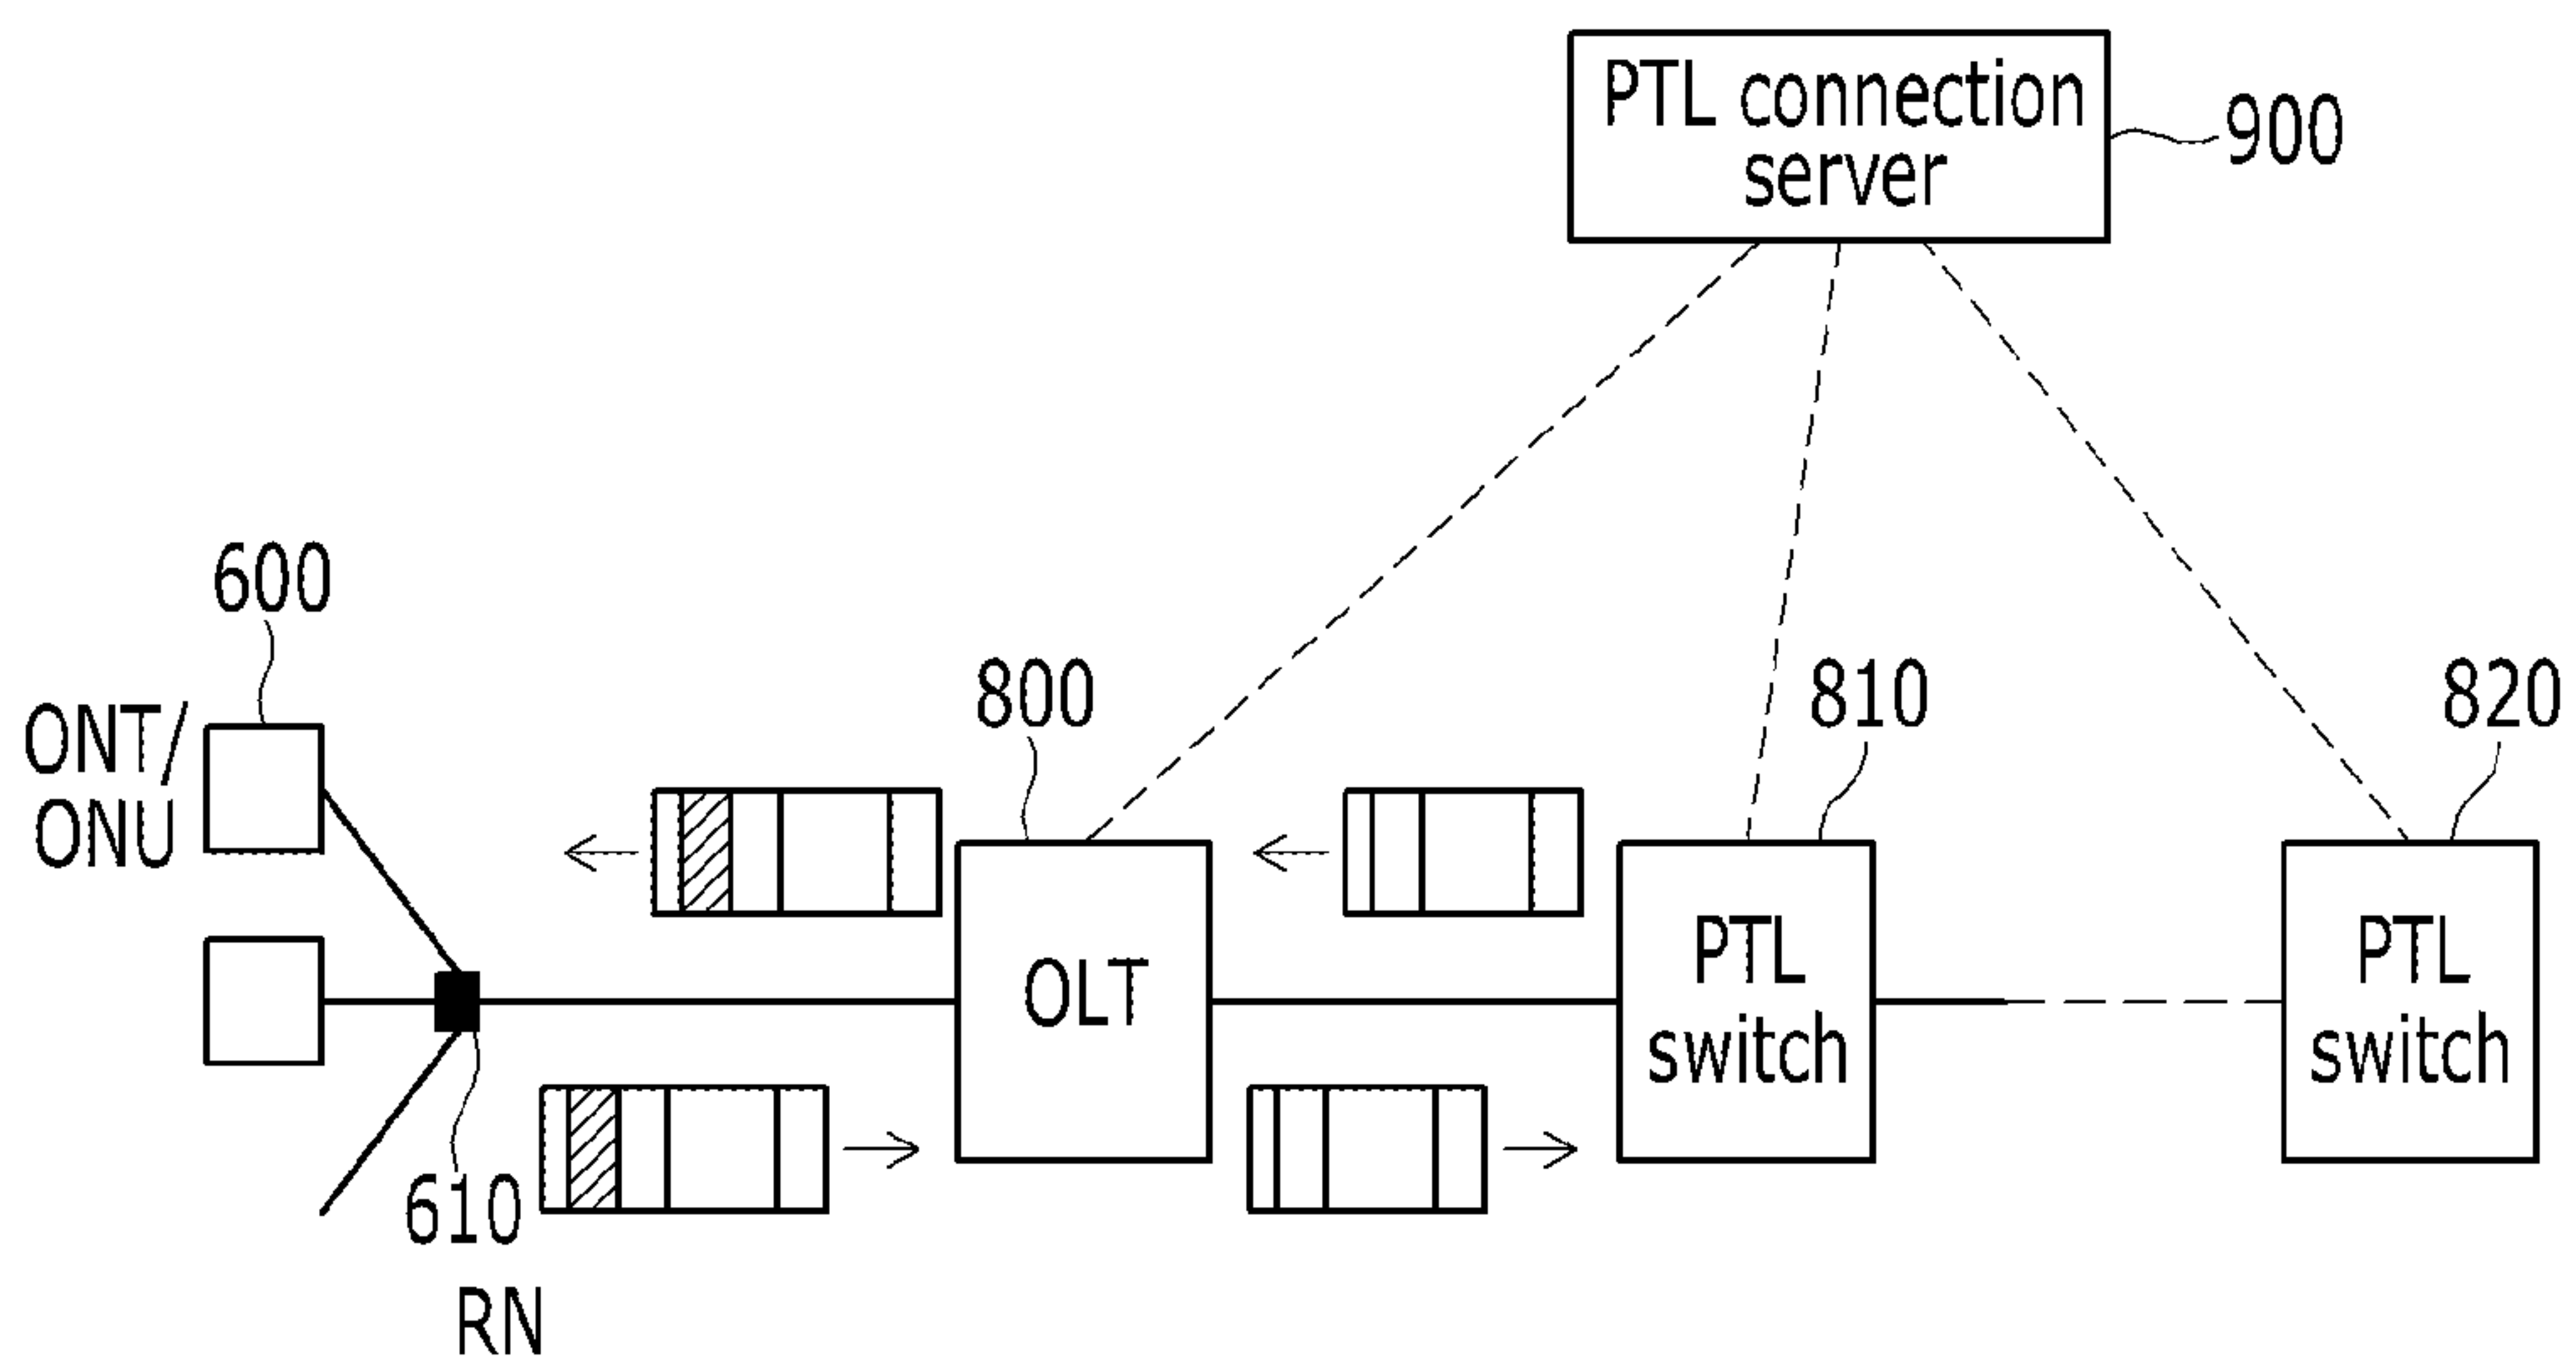 PTL connection
server
900
600
ONT/
ONU
800
810
820
OLT
PTL
switch
PTL
switch
610
RN